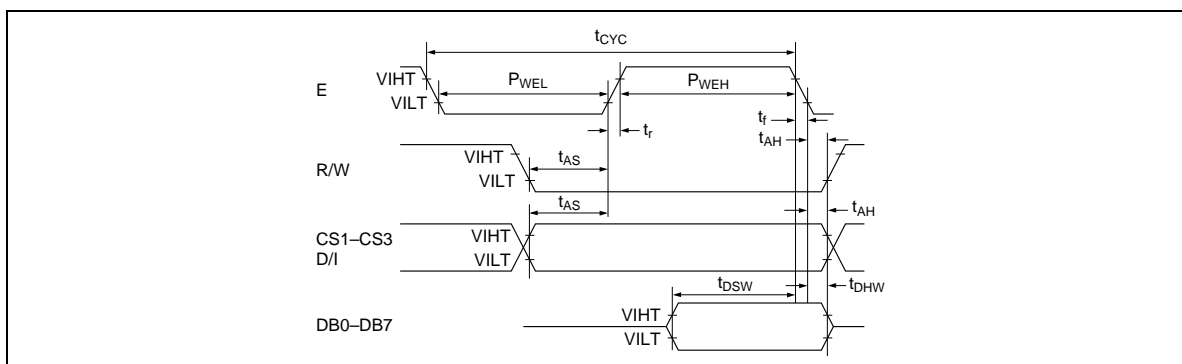 tCYC
VIHT
PWEL
PWEH
E
VILT
tf
tr
tAH
VIHT
tAS
R/W
VILT
tAS
tAH
CS1–CS3
VIHT
D/I
VILT
tDSW
tDHW
VIHT
DB0–DB7
VILT